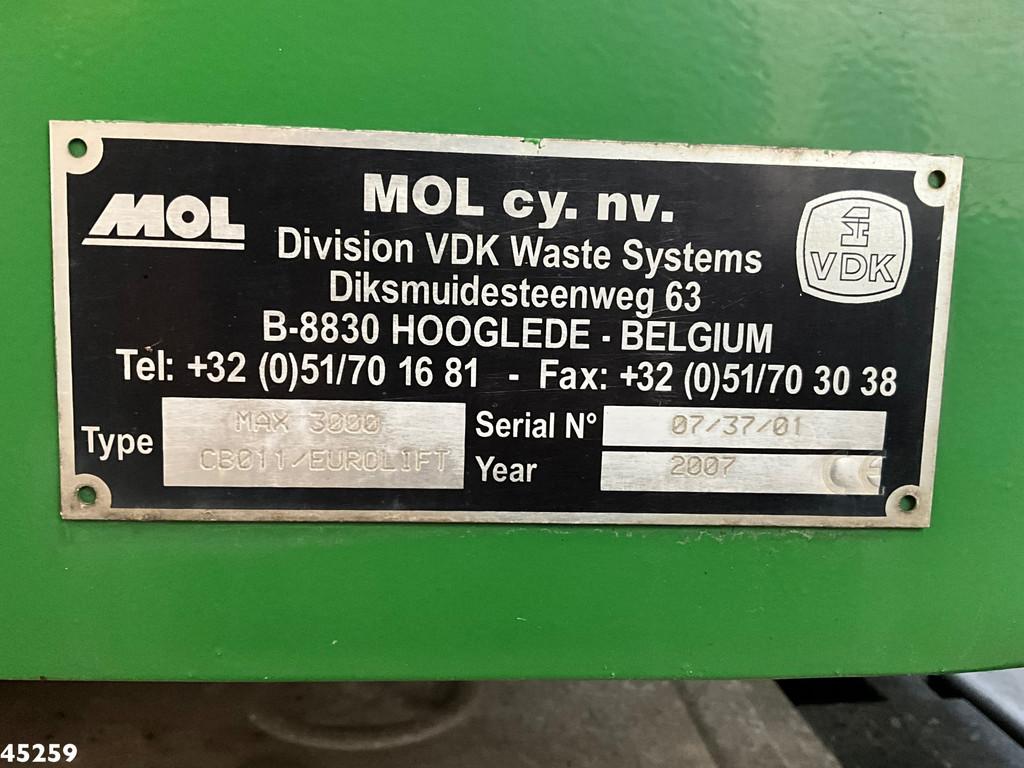 MOL
MOL cy. nv.
VDK
Division VDK Waste Systems
Diksmuidesteenweg 63
B-8830 HOOGLEDE - BELGIUM
Tel: +32 (0)51/70 16 81 - Fax: +32 (0)51/70 30 38
Type MAX 3000
CB011/EUROLIFT
Serial N° 07/37/01
Year 2007 CE
45259